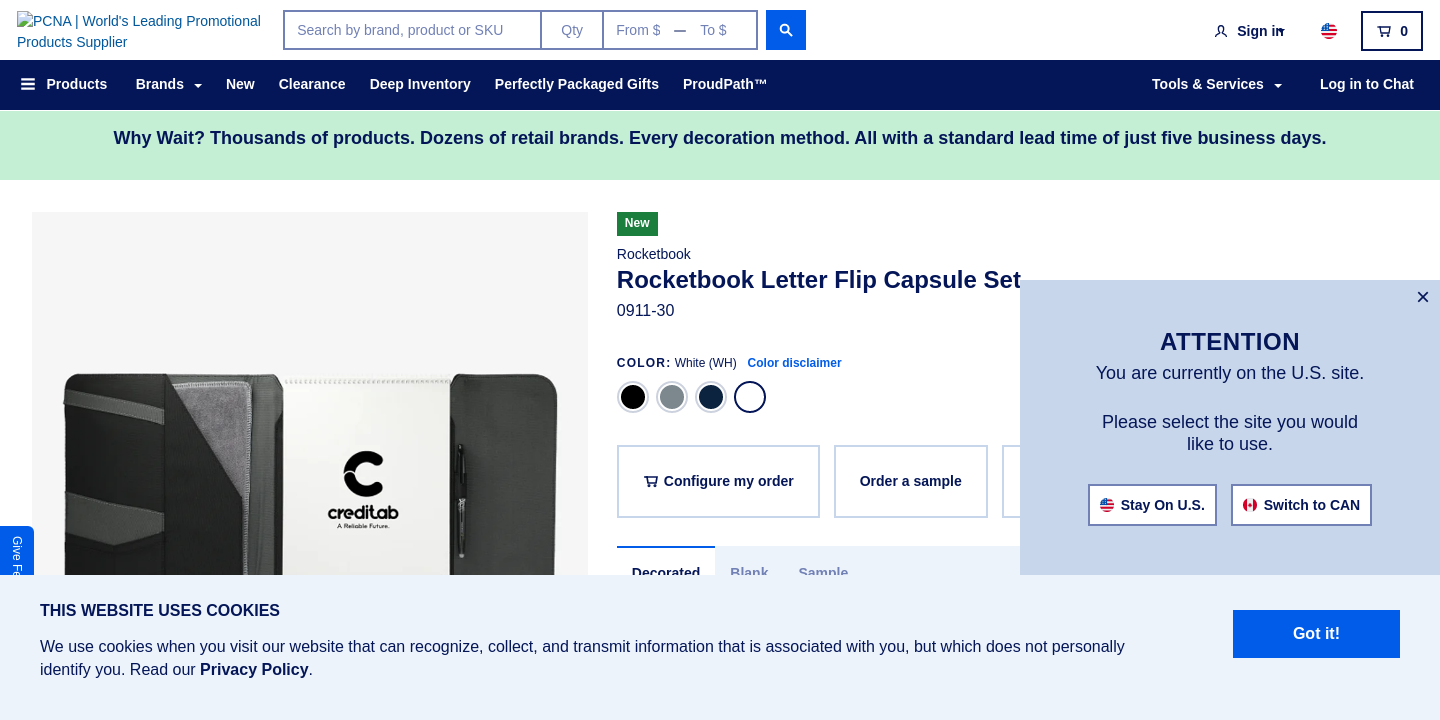 PCNA | World's Leading Promotional
Products Supplier
Search by brand, product or SKU
Qty
From $ — To $
Sign in
0
Products
Brands
New
Clearance
Deep Inventory
Perfectly Packaged Gifts
ProudPath™
Tools & Services
Log in to Chat
Why Wait? Thousands of products. Dozens of retail brands. Every decoration method. All with a standard lead time of just five business days.
New
Rocketbook
Rocketbook Letter Flip Capsule Set
0911-30
COLOR: White (WH) Color disclaimer
Configure my order
Order a sample
Decorated
Blank
Sample
creditab
A Reliable Future.
Give Fe
×
ATTENTION
You are currently on the U.S. site.
Please select the site you would
like to use.
Stay On U.S.
Switch to CAN
THIS WEBSITE USES COOKIES
We use cookies when you visit our website that can recognize, collect, and transmit information that is associated with you, but which does not personally
identify you. Read our Privacy Policy.
Got it!